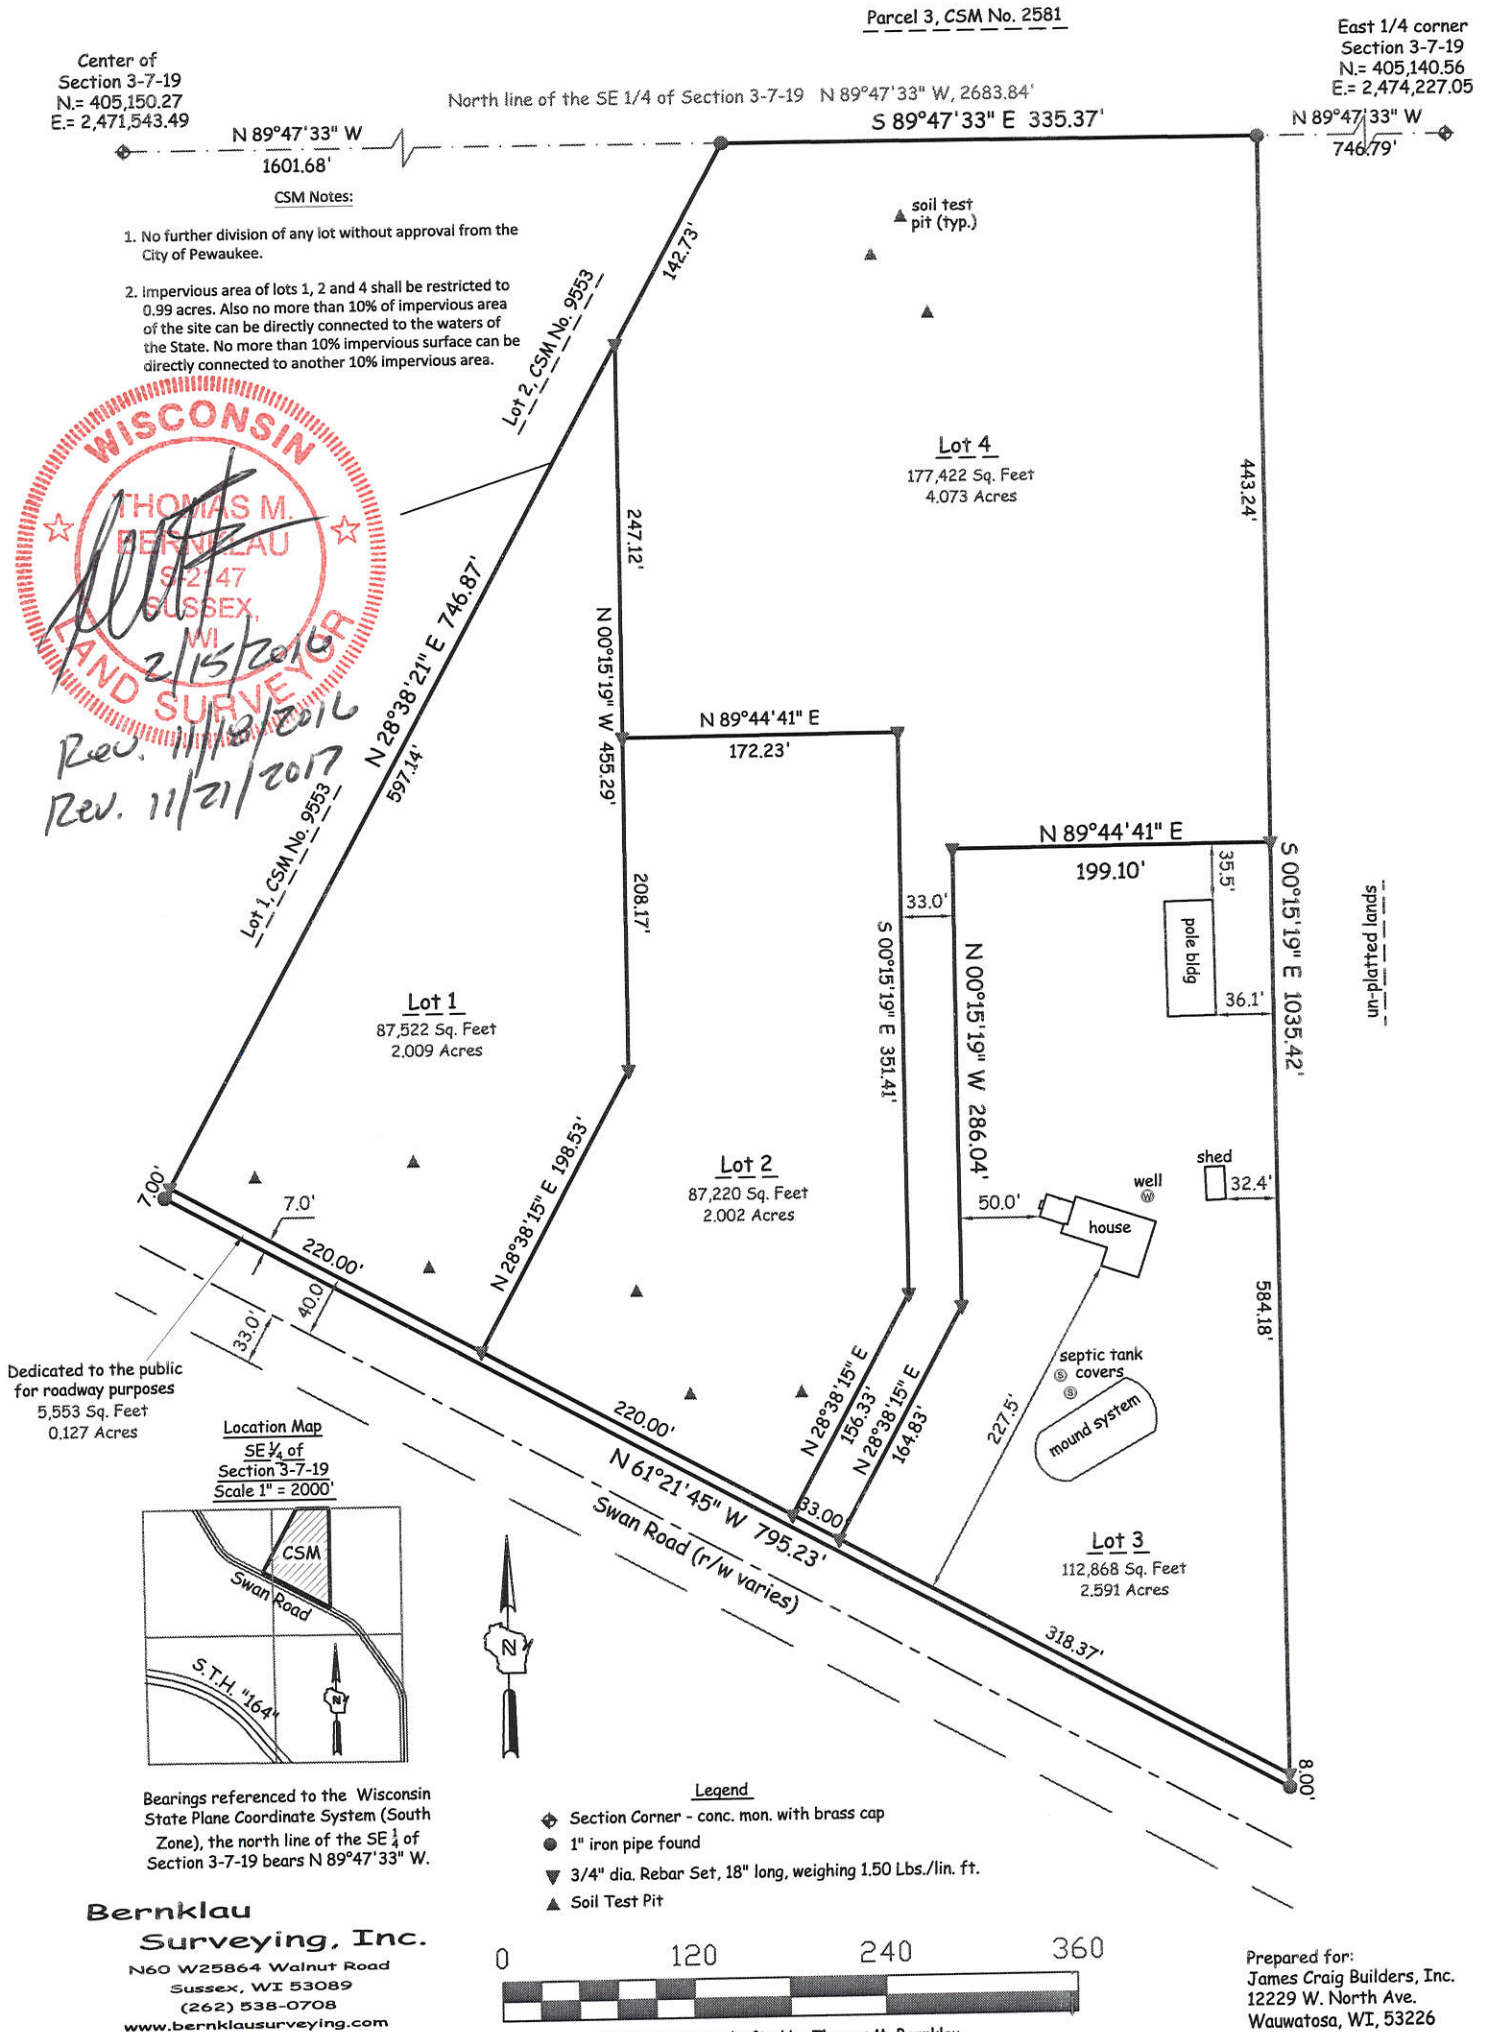 Parcel 3, CSM No. 2581
Center of
Section 3-7-19
N.= 405,150.27
E.= 2,471,543.49
East 1/4 corner
Section 3-7-19
N.= 405,140.56
E.= 2,474,227.05
North line of the SE 1/4 of Section 3-7-19 N 89°47'33" W, 2683.84'
N 89°47'33" W
1601.68'
S 89°47'33" E 335.37'
N 89°47'33" W
746.79'
CSM Notes:
1. No further division of any lot without approval from the
City of Pewaukee.
2. Impervious area of lots 1, 2 and 4 shall be restricted to
0.99 acres. Also no more than 10% of impervious area
of the site can be directly connected to the waters of
the State. No more than 10% impervious surface can be
directly connected to another 10% impervious area.
soil test
pit (typ.)
142.73'
Lot 2, CSM No. 9553
WISCONSIN
THOMAS M.
BERNKLAU
S-2147
SUSSEX,
WI
LAND SURVEYOR
2/15/2016
Rev. 11/18/2016
Rev. 11/21/2017
Lot 4
177,422 Sq. Feet
4.073 Acres
443.24'
247.12'
N 28°38'21" E 746.87'
597.14'
N 00°15'19" W 455.29'
N 89°44'41" E
172.23'
Lot 1, CSM No. 9553
208.17'
N 89°44'41" E
199.10'
35.5'
33.0'
pole bldg
36.1'
S 00°15'19" E 1035.42'
un-platted lands
S 00°15'19" E 351.41'
N 00°15'19" W 286.04'
Lot 1
87,522 Sq. Feet
2.009 Acres
Lot 2
87,220 Sq. Feet
2.002 Acres
N 28°38'15" E 198.53'
shed
32.4'
well
W
50.0'
house
7.00'
7.0'
220.00'
40.0'
33.0'
584.18'
Dedicated to the public
for roadway purposes
5,553 Sq. Feet
0.127 Acres
septic tank
covers
S
S
mound system
227.5'
N 28°38'15" E
156.33'
N 28°38'15" E
164.83'
220.00'
33.00'
N 61°21'45" W 795.23'
Swan Road (r/w varies)
Lot 3
112,868 Sq. Feet
2.591 Acres
318.37'
8.00'
Location Map
SE ¼ of
Section 3-7-19
Scale 1" = 2000'
CSM
Swan Road
S.T.H. "164"
N
N
Bearings referenced to the Wisconsin
State Plane Coordinate System (South
Zone), the north line of the SE ¼ of
Section 3-7-19 bears N 89°47'33" W.
Legend
Section Corner - conc. mon. with brass cap
1" iron pipe found
3/4" dia. Rebar Set, 18" long, weighing 1.50 Lbs./lin. ft.
Soil Test Pit
Bernklau
Surveying, Inc.
N60 W25864 Walnut Road
Sussex, WI 53089
(262) 538-0708
www.bernklausurveying.com
0 120 240 360
Prepared for:
James Craig Builders, Inc.
12229 W. North Ave.
Wauwatosa, WI, 53226